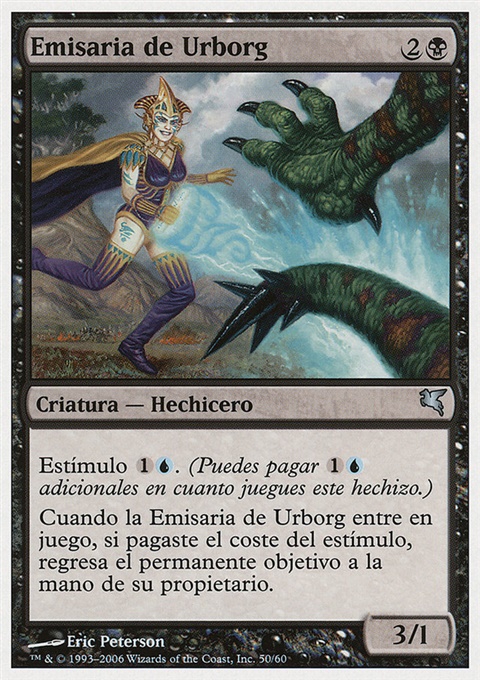 Emisaria de Urborg 2
Criatura — Hechicero
Estímulo 1. (Puedes pagar 1
adicionales en cuanto juegues este hechizo.)
Cuando la Emisaria de Urborg entre en
juego, si pagaste el coste del estímulo,
regresa el permanente objetivo a la
mano de su propietario.
Eric Peterson
3/1
™ & © 1993–2006 Wizards of the Coast, Inc. 50/60